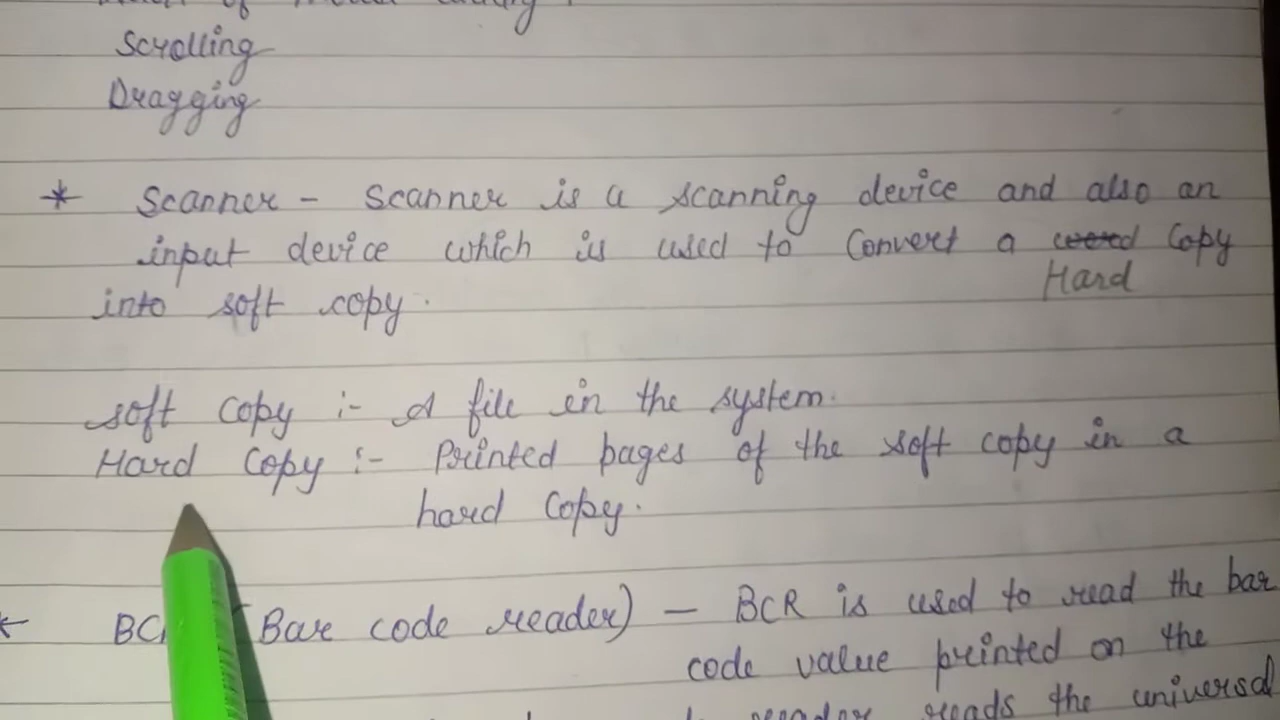 of
Scrolling
Dragging
* Scanner - Scanner is a scanning device and also an
input device which is used to Convert a Copy
Hard
into soft copy.
soft Copy :- A file in the system.
Hard Copy :- Printed pages of the soft copy in a
hard Copy.
(Bar code reader) - BCR is used to read the bar
code value printed on the
reads the universal